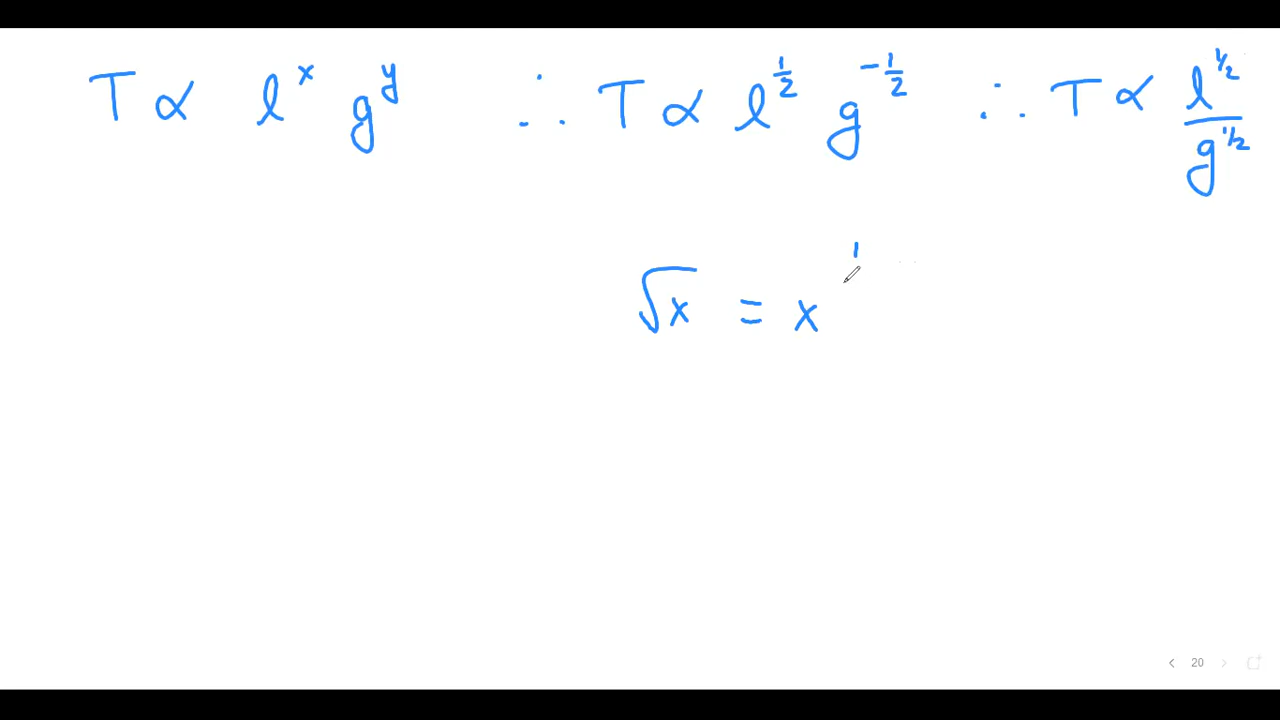 T ∝ l^x g^y ∴ T ∝ l^{1/2} g^{-1/2} ∴ T ∝ l^{1/2}/g^{1/2}
√x = x^1
< 20 >